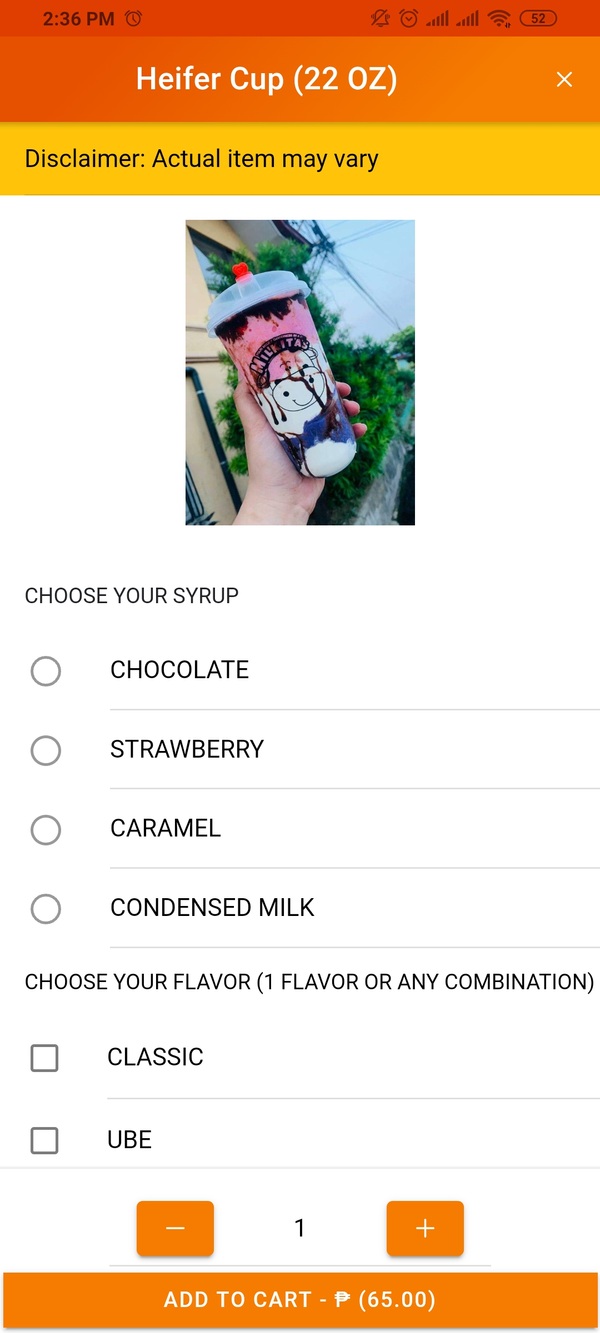 2:36 PM
52
Heifer Cup (22 OZ)
Disclaimer: Actual item may vary
CHOOSE YOUR SYRUP
CHOCOLATE
STRAWBERRY
CARAMEL
CONDENSED MILK
CHOOSE YOUR FLAVOR (1 FLAVOR OR ANY COMBINATION)
CLASSIC
UBE
1
ADD TO CART - ₱ (65.00)